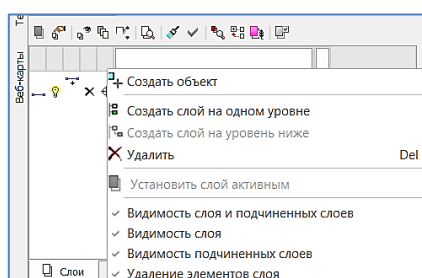 Те
Веб-карты
Создать объект
Создать слой на одном уровне
Создать слой на уровень ниже
Удалить Del
Установить слой активным
Видимость слоя и подчиненных слоев
Видимость слоя
Видимость подчиненных слоев
Удаление элементов слоя
Слои